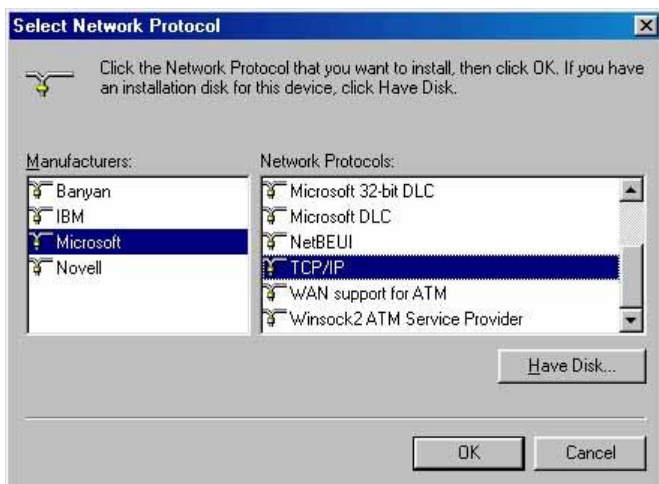 Select Network Protocol
Click the Network Protocol that you want to install, then click OK. If you have
an installation disk for this device, click Have Disk.
Manufacturers:
Banyan
IBM
Microsoft
Novell
Network Protocols:
Microsoft 32-bit DLC
Microsoft DLC
NetBEUI
TCP/IP
WAN support for ATM
Winsock2 ATM Service Provider
Have Disk...
OK
Cancel